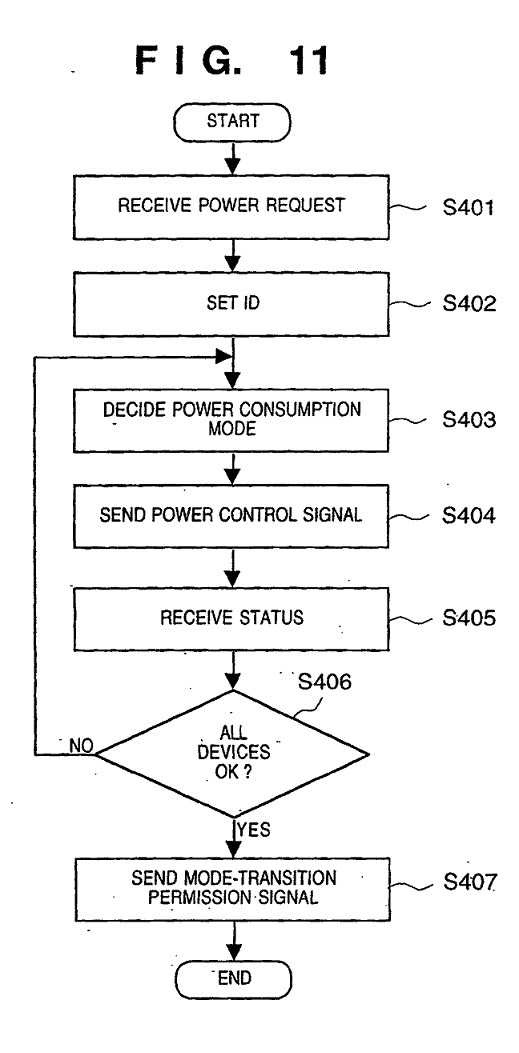 FIG. 11
START
RECEIVE POWER REQUEST
S401
SET ID
S402
DECIDE POWER CONSUMPTION
MODE
S403
SEND POWER CONTROL SIGNAL
S404
RECEIVE STATUS
S405
S406
ALL
DEVICES
OK ?
NO
YES
SEND MODE-TRANSITION
PERMISSION SIGNAL
S407
END